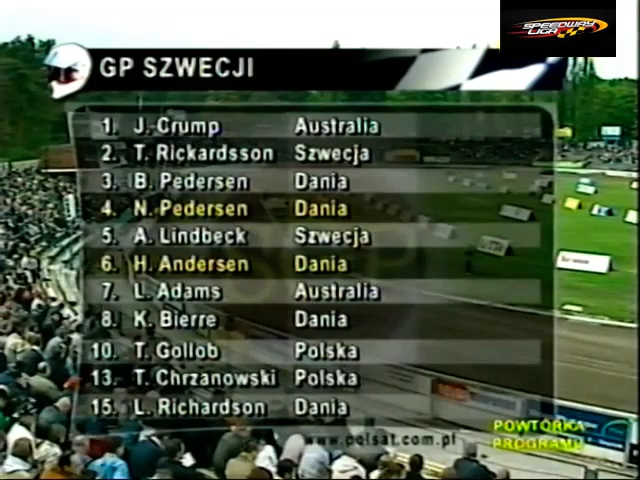 SPEEDWAY
LIGA
GP SZWECJI
1. J. Crump Australia
2. T. Rickardsson Szwecja
3. B. Pedersen Dania
4. N. Pedersen Dania
5. A. Lindbeck Szwecja
6. H. Andersen Dania
7. L. Adams Australia
8. K. Bierre Dania
10. T. Gollob Polska
13. T. Chrzanowski Polska
15. L. Richardson Dania
www.polsat.com.pl
POWTÓRKA
PROGRAMU